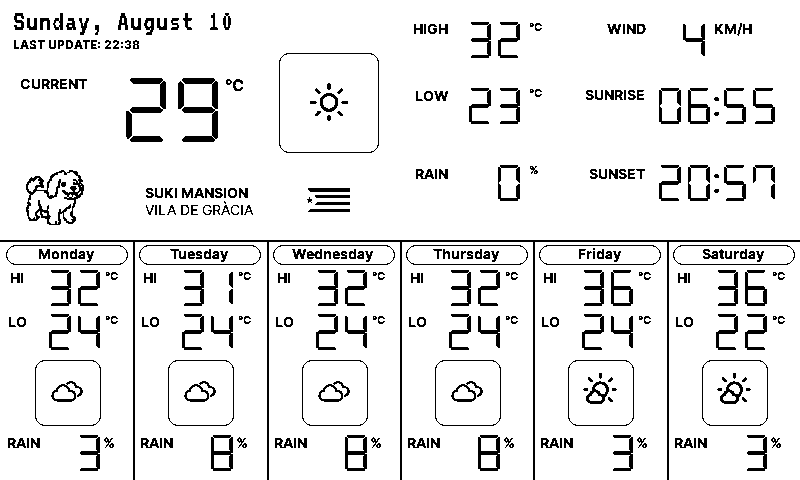 Sunday, August 10
LAST UPDATE: 22:38
CURRENT 29 °C
SUKI MANSION
VILA DE GRÀCIA
HIGH 32 °C
LOW 23 °C
RAIN 0 %
WIND 4 KM/H
SUNRISE 06:55
SUNSET 20:57
Monday
HI 32 °C
LO 24 °C
RAIN 3 %
Tuesday
HI 31 °C
LO 24 °C
RAIN 8 %
Wednesday
HI 32 °C
LO 24 °C
RAIN 8 %
Thursday
HI 32 °C
LO 24 °C
RAIN 8 %
Friday
HI 36 °C
LO 24 °C
RAIN 3 %
Saturday
HI 36 °C
LO 22 °C
RAIN 3 %